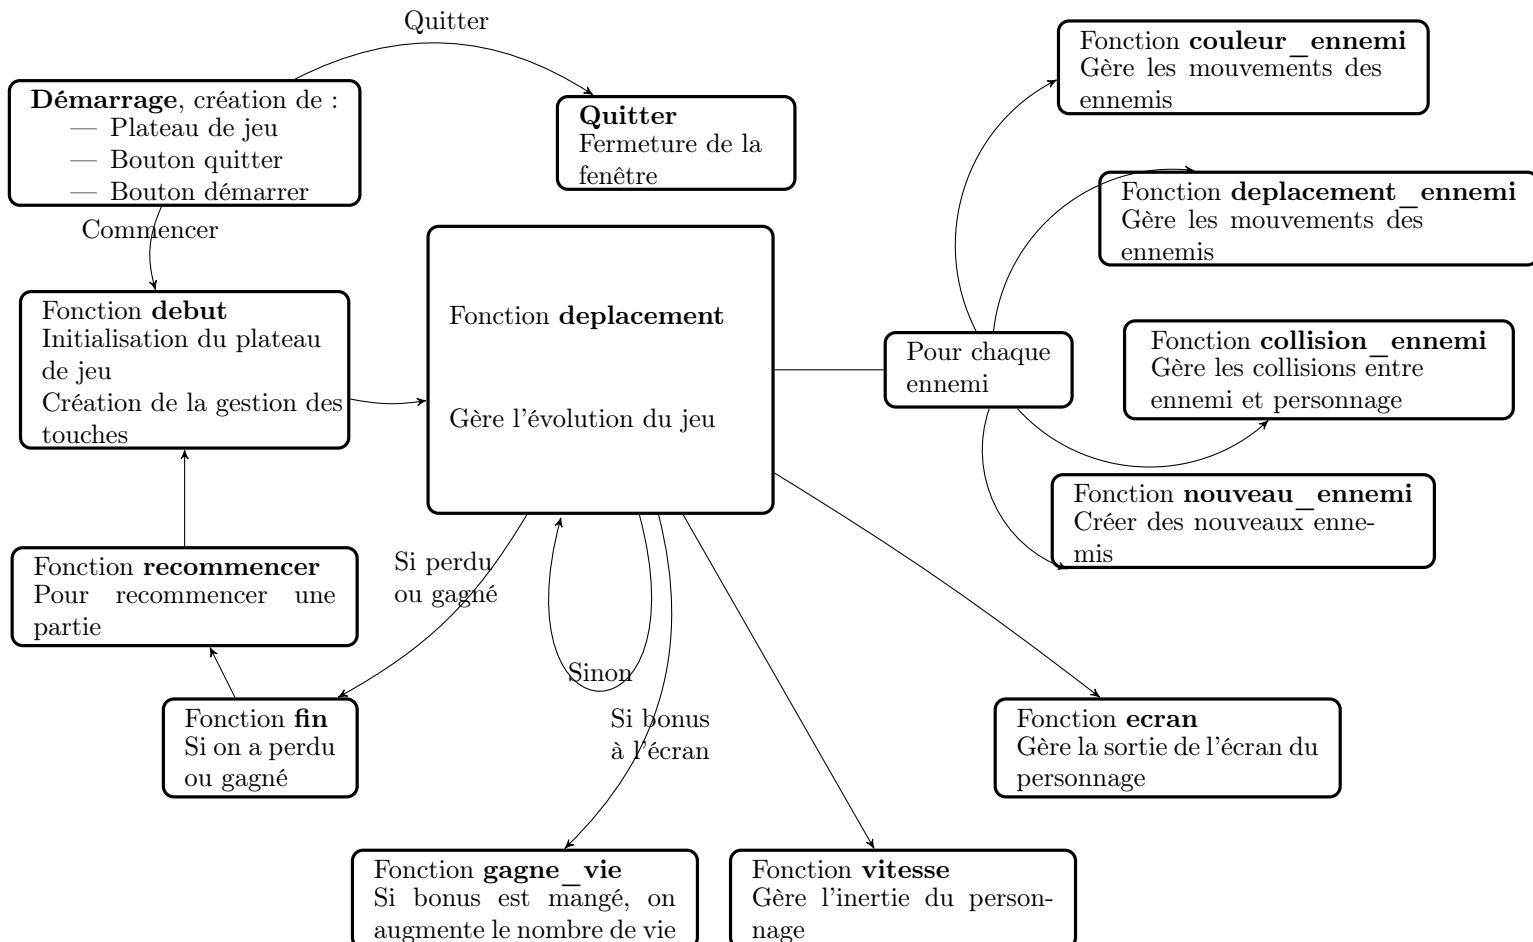 Quitter
Démarrage, création de :
— Plateau de jeu
— Bouton quitter
— Bouton démarrer
Quitter
Fermeture de la
fenêtre
Commencer
Fonction debut
Initialisation du plateau
de jeu
Création de la gestion des
touches
Fonction deplacement
Gère l'évolution du jeu
Pour chaque
ennemi
Fonction couleur_ennemi
Gère les mouvements des
ennemis
Fonction deplacement_ennemi
Gère les mouvements des
ennemis
Fonction collision_ennemi
Gère les collisions entre
ennemi et personnage
Fonction nouveau_ennemi
Créer des nouveaux enne-
mis
Fonction recommencer
Pour recommencer une
partie
Si perdu
ou gagné
Sinon
Fonction fin
Si on a perdu
ou gagné
Si bonus
à l'écran
Fonction ecran
Gère la sortie de l'écran du
personnage
Fonction gagne_vie
Si bonus est mangé, on
augmente le nombre de vie
Fonction vitesse
Gère l'inertie du person-
nage